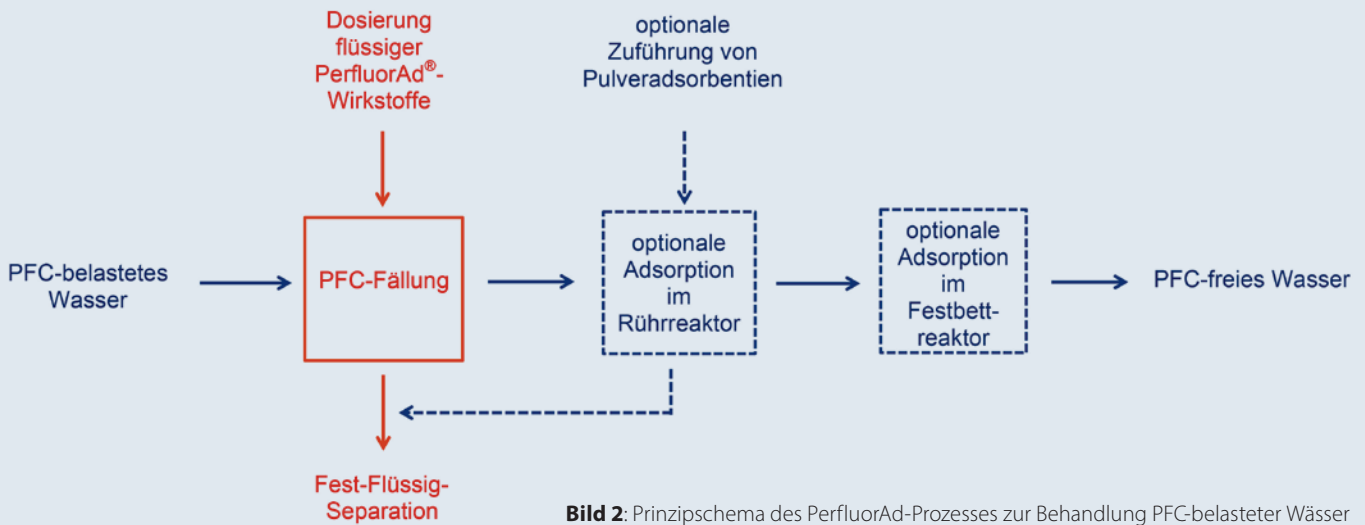 Dosierung
flüssiger
PerfluorAd®-
Wirkstoffe
optionale
Zuführung von
Pulveradsorbentien
PFC-belastetes
Wasser
PFC-Fällung
optionale
Adsorption
im
Rührreaktor
optionale
Adsorption
im
Festbett-
reaktor
PFC-freies Wasser
Fest-Flüssig-
Separation
Bild 2: Prinzipschema des PerfluorAd-Prozesses zur Behandlung PFC-belasteter Wässer